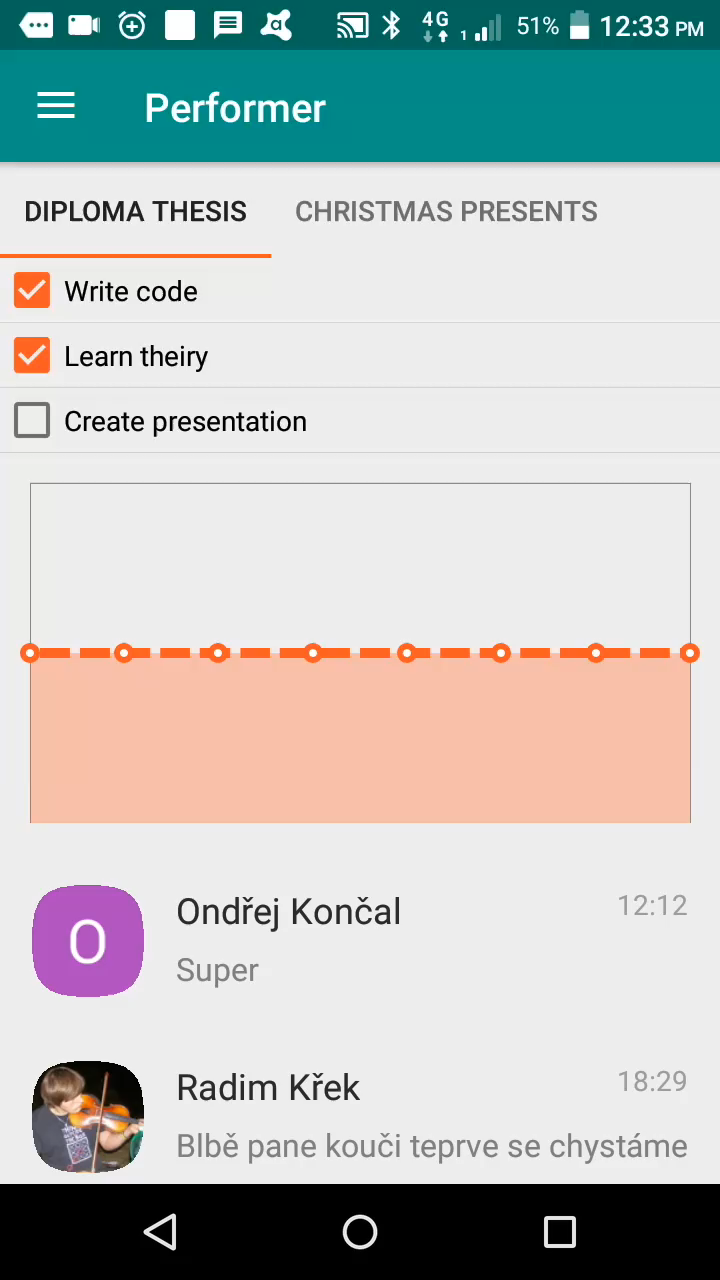 4G
1
51%
12:33 PM
Performer
DIPLOMA THESIS
CHRISTMAS PRESENTS
Write code
Learn theiry
Create presentation
O
Ondřej Končal
12:12
Super
Radim Křek
18:29
Blbě pane kouči teprve se chystáme